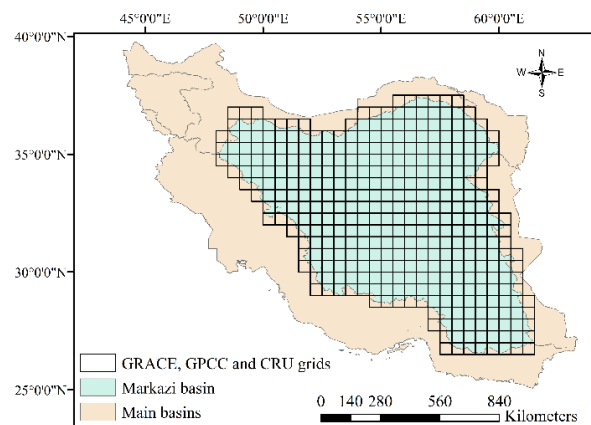 45°0'0"E 50°0'0"E 55°0'0"E 60°0'0"E
40°0'0"N
N
W E
S
35°0'0"N
30°0'0"N
25°0'0"N
GRACE, GPCC and CRU grids
Markazi basin
Main basins
0 140 280 560 840
Kilometers